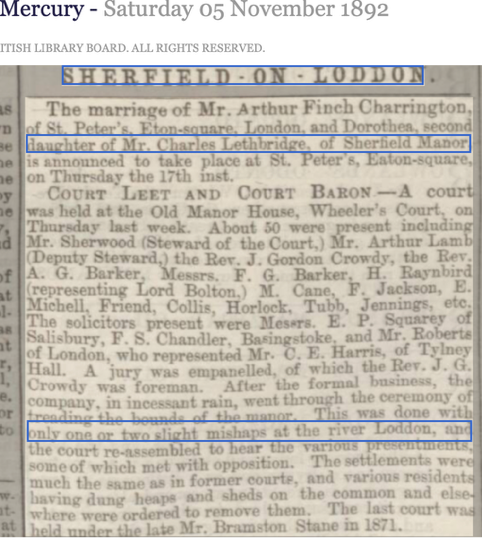 Mercury - Saturday 05 November 1892
ITISH LIBRARY BOARD. ALL RIGHTS RESERVED.
SHERFIELD-ON-LODDON.
The marriage of Mr. Arthur Finch Charrington,
of St. Peter's, Eton-square, London, and Dorothea, second
daughter of Mr. Charles Lethbridge, of Sherfield Manor
is announced to take place at St. Peter's, Eaton-square,
on Thursday the 17th inst.
COURT LEET AND COURT BARON—A court
was held at the Old Manor House, Wheeler's Court, on
Thursday last week. About 50 were present including
Mr. Sherwood (Steward of the Court,) Mr. Arthur Lamb
(Deputy Steward,) the Rev. J. Gordon Crowdy, the Rev.
A. G. Barker, Messrs. F. G. Barker, H. Raynbird
(representing Lord Bolton,) M. Cane, F. Jackson, E.
Michell, Friend, Collis, Horlock, Tubb, Jennings, etc.
The solicitors present were Messrs. E. P. Squarey of
Salisbury, F. S. Chandler, Basingstoke, and Mr. Roberts
of London, who represented Mr. C. E. Harris, of Tylney
Hall. A jury was empanelled, of which the Rev. J. G.
Crowdy was foreman. After the formal business, the
company, in incessant rain, went through the ceremony of
treading the bounds of the manor. This was done with
only one or two slight mishaps at the river Loddon, and
the court re-assembled to hear the various presentments,
some of which met with opposition. The settlements were
much the same as in former courts, and various residents
having dung heaps and sheds on the common and else-
where were ordered to remove them. The last court was
held under the late Mr. Bramston Stane in 1871.